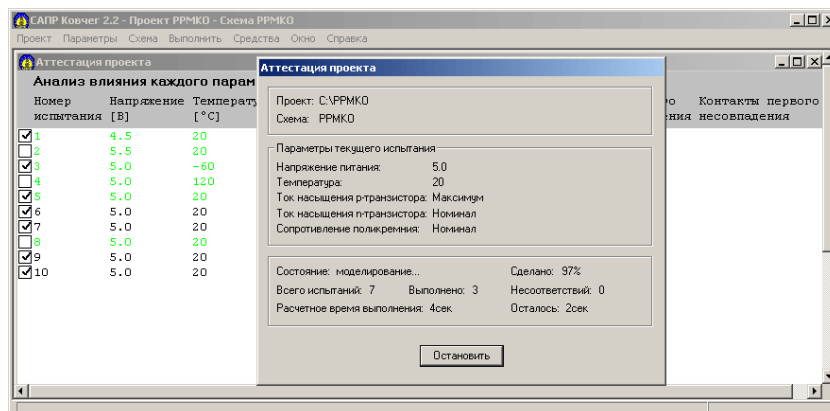 САПР Ковчег 2.2 - Проект PPMKO - Схема PPMKO
Проект Параметры Схема Выполнить Средства Окно Справка
Аттестация проекта
Анализ влияния каждого парам
Номер испытания Напряжение [В] Температу [°C]
о ния Контакты первого несовпадения
1 4.5 20
2 5.5 20
3 5.0 -60
4 5.0 120
5 5.0 20
6 5.0 20
7 5.0 20
8 5.0 20
9 5.0 20
10 5.0 20
Аттестация проекта
Проект: C:\PPMKO
Схема: PPMKO
Параметры текущего испытания
Напряжение питания: 5.0
Температура: 20
Ток насыщения p-транзистора: Максимум
Ток насыщения n-транзистора: Номинал
Сопротивление поликремния: Номинал
Состояние: моделирование... Сделано: 97%
Всего испытаний: 7 Выполнено: 3 Несоответствий: 0
Расчетное время выполнения: 4сек Осталось: 2сек
Остановить